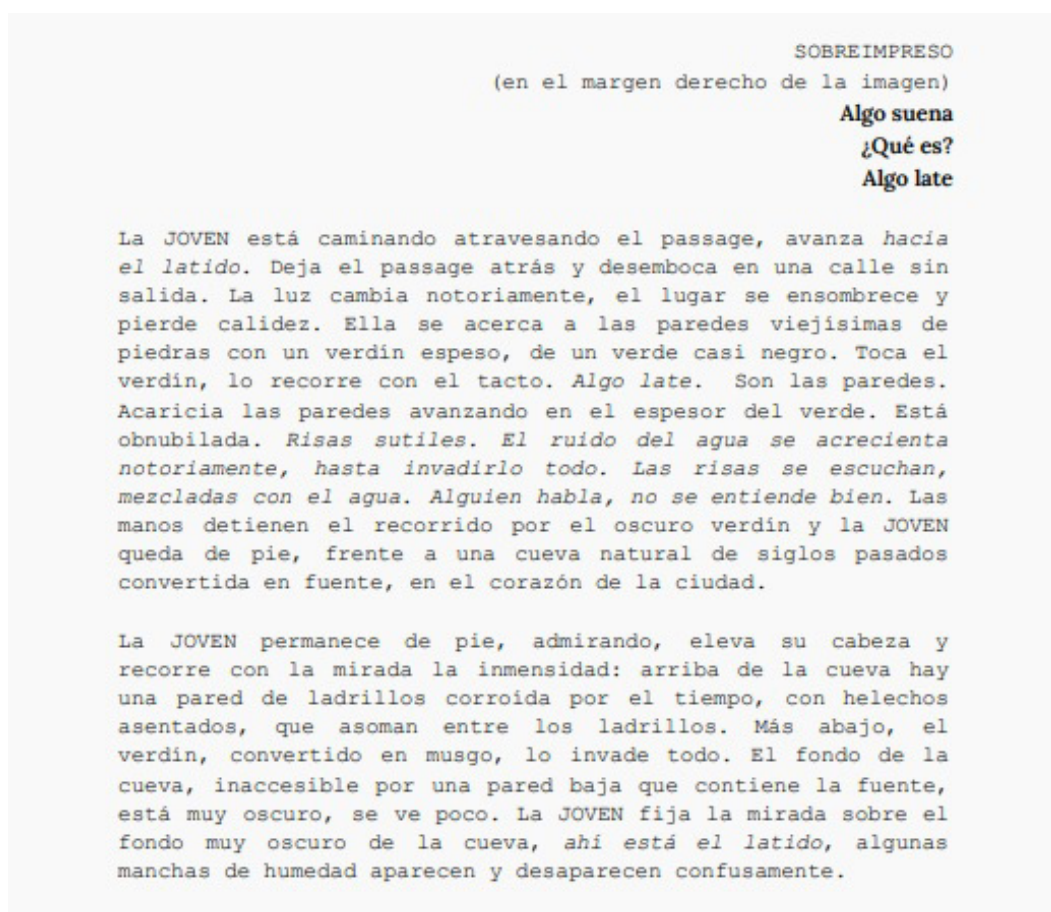 SOBREIMPRESO
(en el margen derecho de la imagen)
Algo suena
¿Qué es?
Algo late
La JOVEN está caminando atravesando el passage, avanza hacia
el latido. Deja el passage atrás y desemboca en una calle sin
salida. La luz cambia notoriamente, el lugar se ensombrece y
pierde calidez. Ella se acerca a las paredes viejísimas de
piedras con un verdín espeso, de un verde casi negro. Toca el
verdín, lo recorre con el tacto. Algo late. Son las paredes.
Acaricia las paredes avanzando en el espesor del verde. Está
obnubilada. Risas sutiles. El ruido del agua se acrecienta
notoriamente, hasta invadirlo todo. Las risas se escuchan,
mezcladas con el agua. Alguien habla, no se entiende bien. Las
manos detienen el recorrido por el oscuro verdín y la JOVEN
queda de pie, frente a una cueva natural de siglos pasados
convertida en fuente, en el corazón de la ciudad.
La JOVEN permanece de pie, admirando, eleva su cabeza y
recorre con la mirada la inmensidad: arriba de la cueva hay
una pared de ladrillos corroída por el tiempo, con helechos
asentados, que asoman entre los ladrillos. Más abajo, el
verdín, convertido en musgo, lo invade todo. El fondo de la
cueva, inaccesible por una pared baja que contiene la fuente,
está muy oscuro, se ve poco. La JOVEN fija la mirada sobre el
fondo muy oscuro de la cueva, ahí está el latido, algunas
manchas de humedad aparecen y desaparecen confusamente.